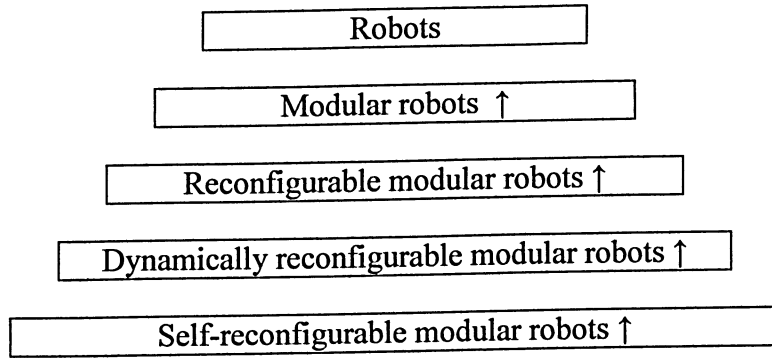 Robots
Modular robots ↑
Reconfigurable modular robots ↑
Dynamically reconfigurable modular robots ↑
Self-reconfigurable modular robots ↑